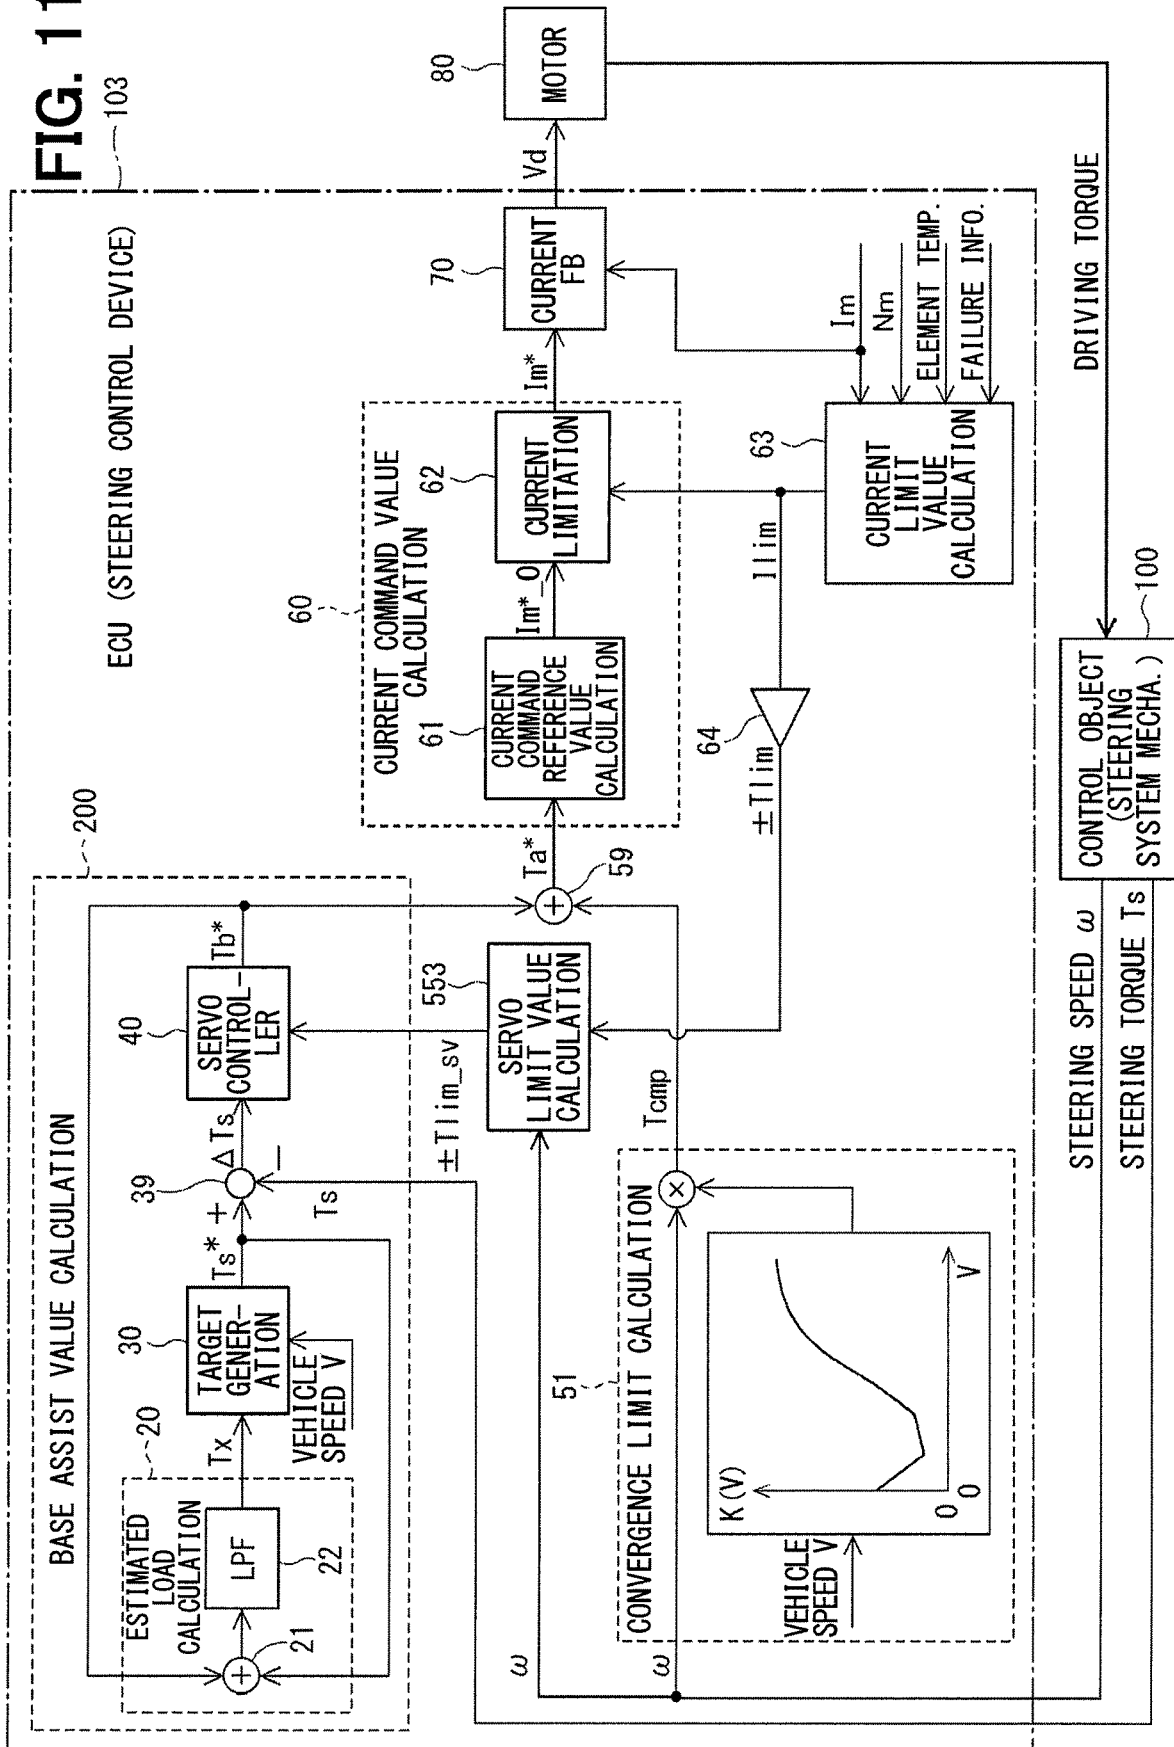 FIG. 11
103
ECU (STEERING CONTROL DEVICE)
200
BASE ASSIST VALUE CALCULATION
20
ESTIMATED
LOAD
CALCULATION
21
LPF
22
Tx
30
TARGET
GENER-
ATION
VEHICLE
SPEED V
Ts*
+
39
−
ΔTs
Ts
40
SERVO
CONTROL-
LER
Tb*
±Tlim_sv
553
SERVO
LIMIT VALUE
CALCULATION
+
59
Ta*
60
CURRENT COMMAND VALUE
CALCULATION
61
CURRENT
COMMAND
REFERENCE
VALUE
CALCULATION
Im*_0
62
CURRENT
LIMITATION
Im*
70
CURRENT
FB
Vd
80
MOTOR
ω
ω
51
CONVERGENCE LIMIT CALCULATION
VEHICLE
SPEED V
K(V)
0
0
V
×
Tcmp
+
±Tlim
64
Ilim
63
CURRENT
LIMIT
VALUE
CALCULATION
Im
Nm
ELEMENT TEMP.
FAILURE INFO.
DRIVING TORQUE
STEERING SPEED ω
STEERING TORQUE Ts
100
CONTROL OBJECT
(STEERING
SYSTEM MECHA.)